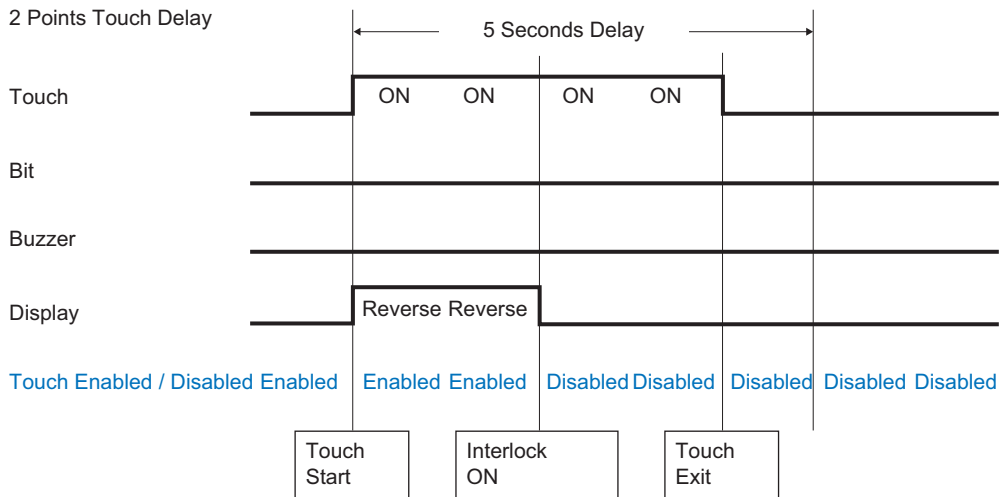 2 Points Touch Delay
5 Seconds Delay
Touch ON ON ON ON
Bit
Buzzer
Display Reverse Reverse
Touch Enabled / Disabled Enabled Enabled Enabled Disabled Disabled Disabled Disabled Disabled
Touch
Start
Interlock
ON
Touch
Exit